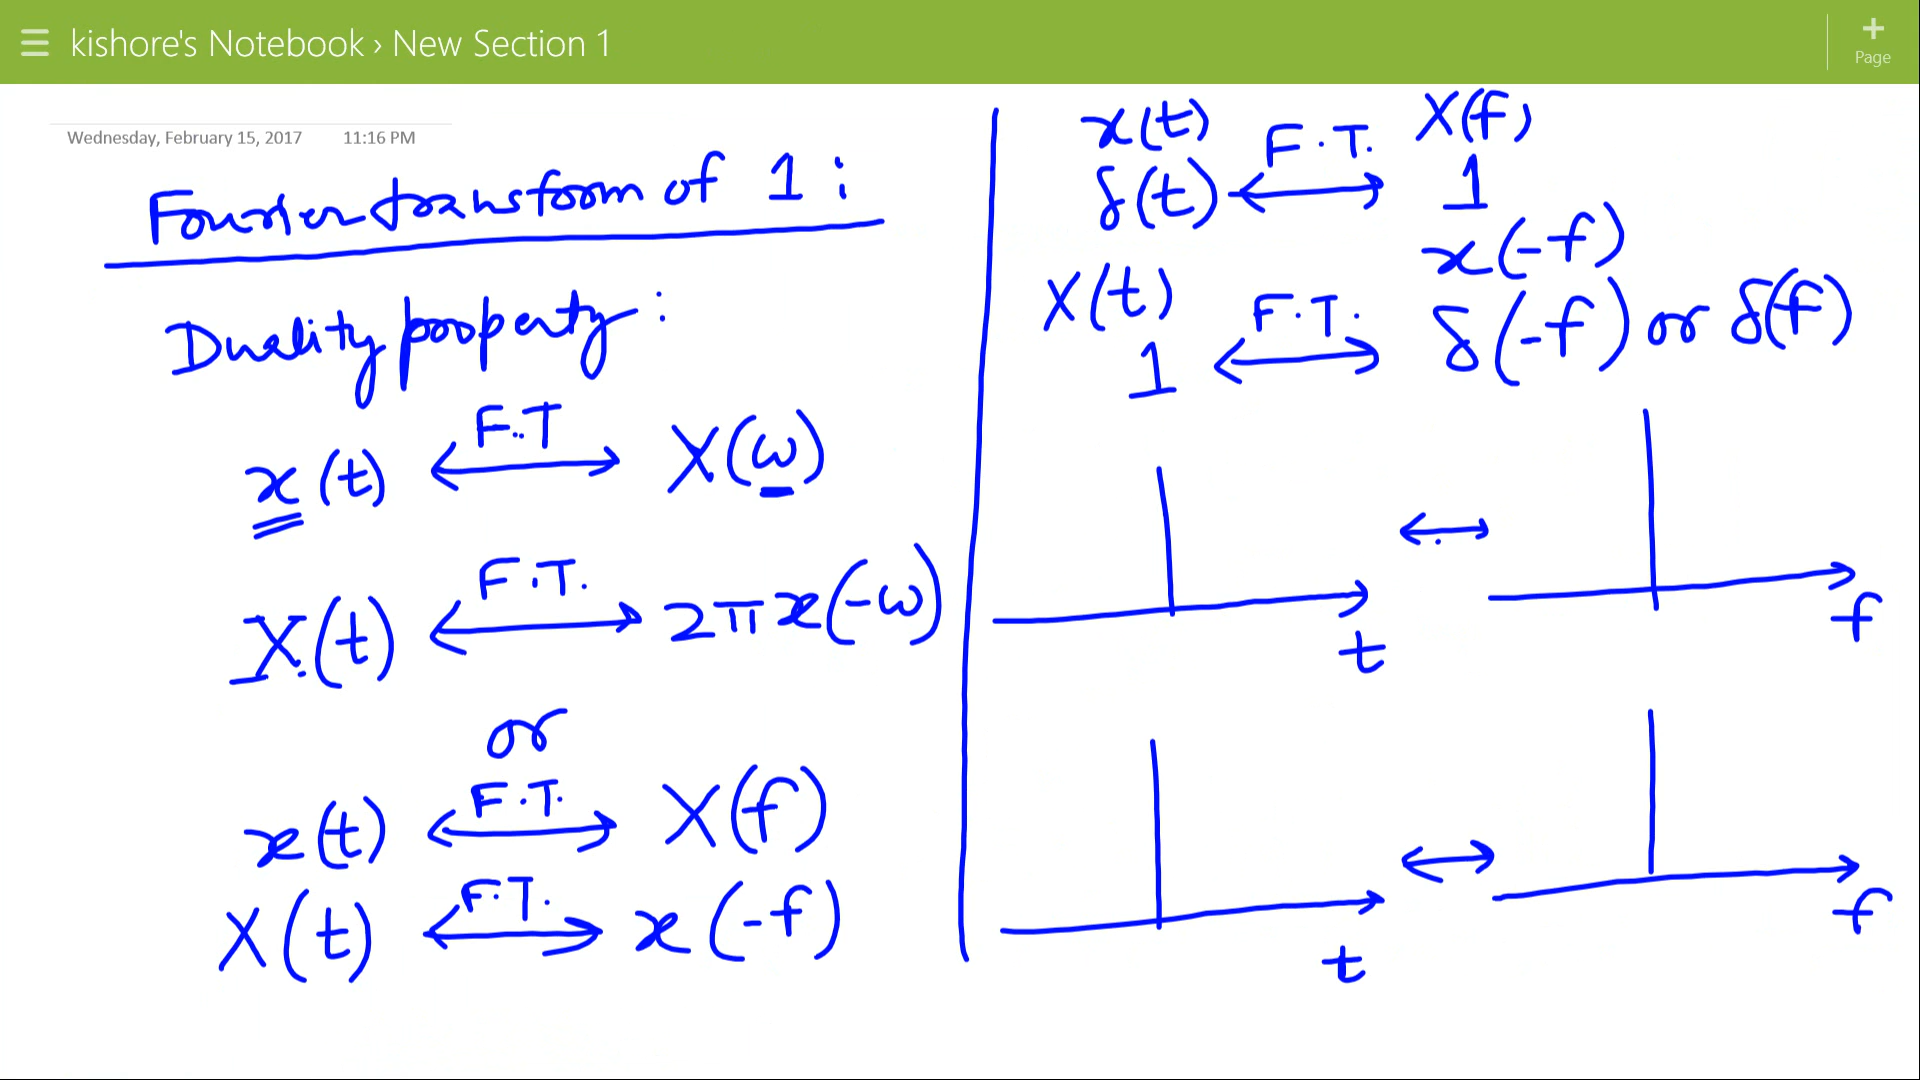 kishore's Notebook › New Section 1
Page
Wednesday, February 15, 2017 11:16 PM
Fourier transform of 1 :
Duality property :
x(t) F.T X(ω)
X(t) F.T. 2π x(-ω)
or
x(t) F.T. X(f)
X(t) F.T. x(-f)
x(t) F.T. X(f)
δ(t) 1
X(t) F.T. x(-f)
1 δ(-f) or δ(f)
t
f
t
f